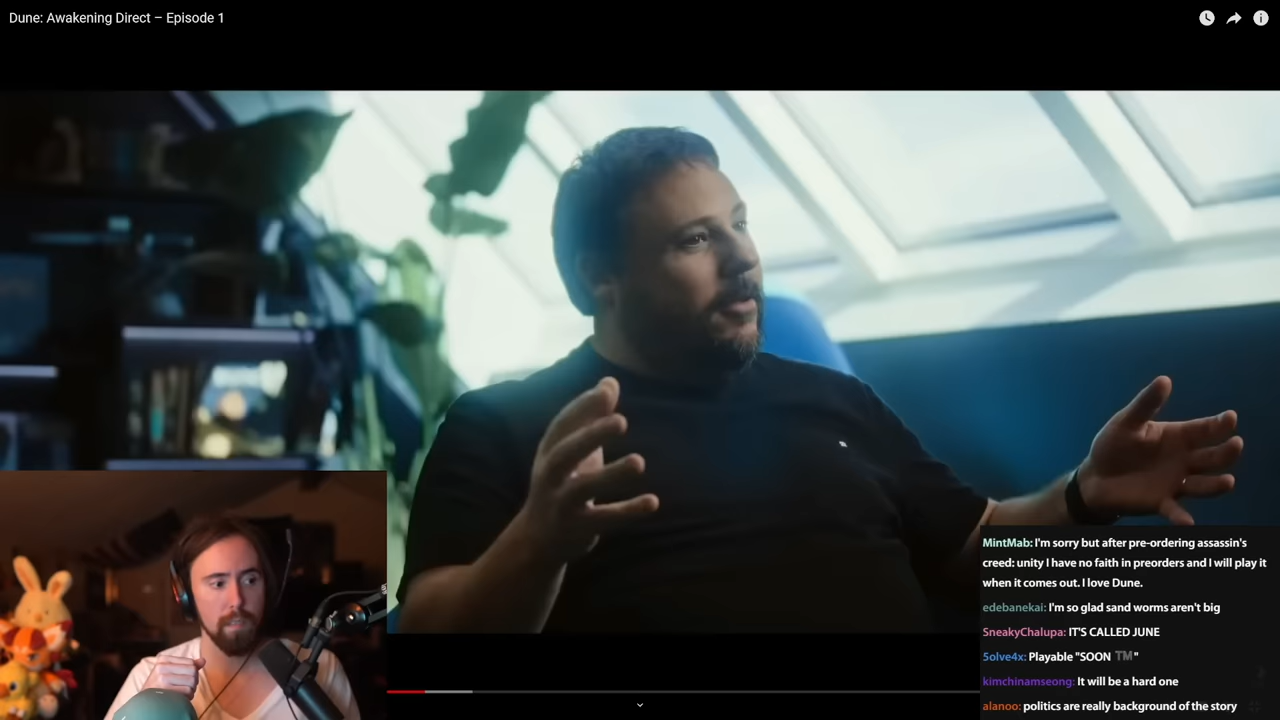 Dune: Awakening Direct – Episode 1
MintMab: I'm sorry but after pre-ordering assassin's
creed: unity I have no faith in preorders and I will play it
when it comes out. I love Dune.
edebanekai: I'm so glad sand worms aren't big
SneakyChalupa: IT'S CALLED JUNE
5olve4x: Playable "SOON ™️"
kimchinamseong: It will be a hard one
alanoo: politics are really background of the story